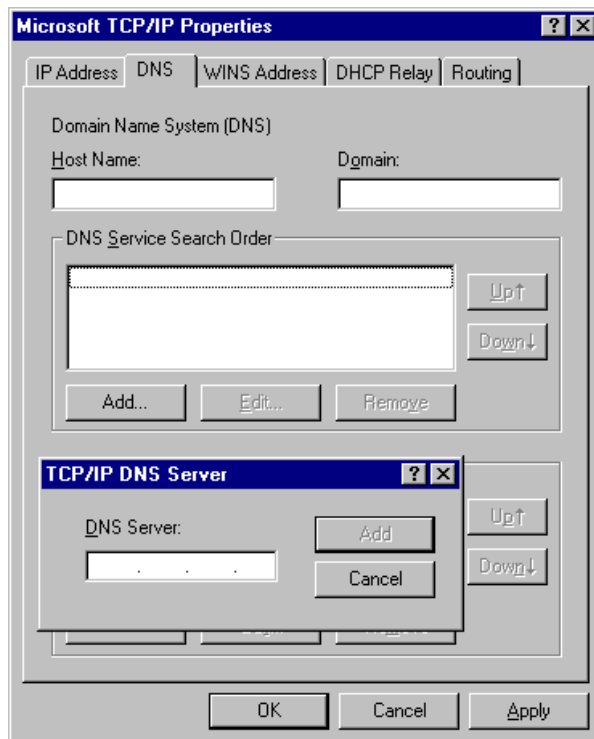 Microsoft TCP/IP Properties
IP Address DNS WINS Address DHCP Relay Routing
Domain Name System (DNS)
Host Name: Domain:
DNS Service Search Order
Up↑
Down↓
Add... Edit... Remove
TCP/IP DNS Server
DNS Server:
Add
. . .
Cancel
Up↑
Down↓
OK Cancel Apply